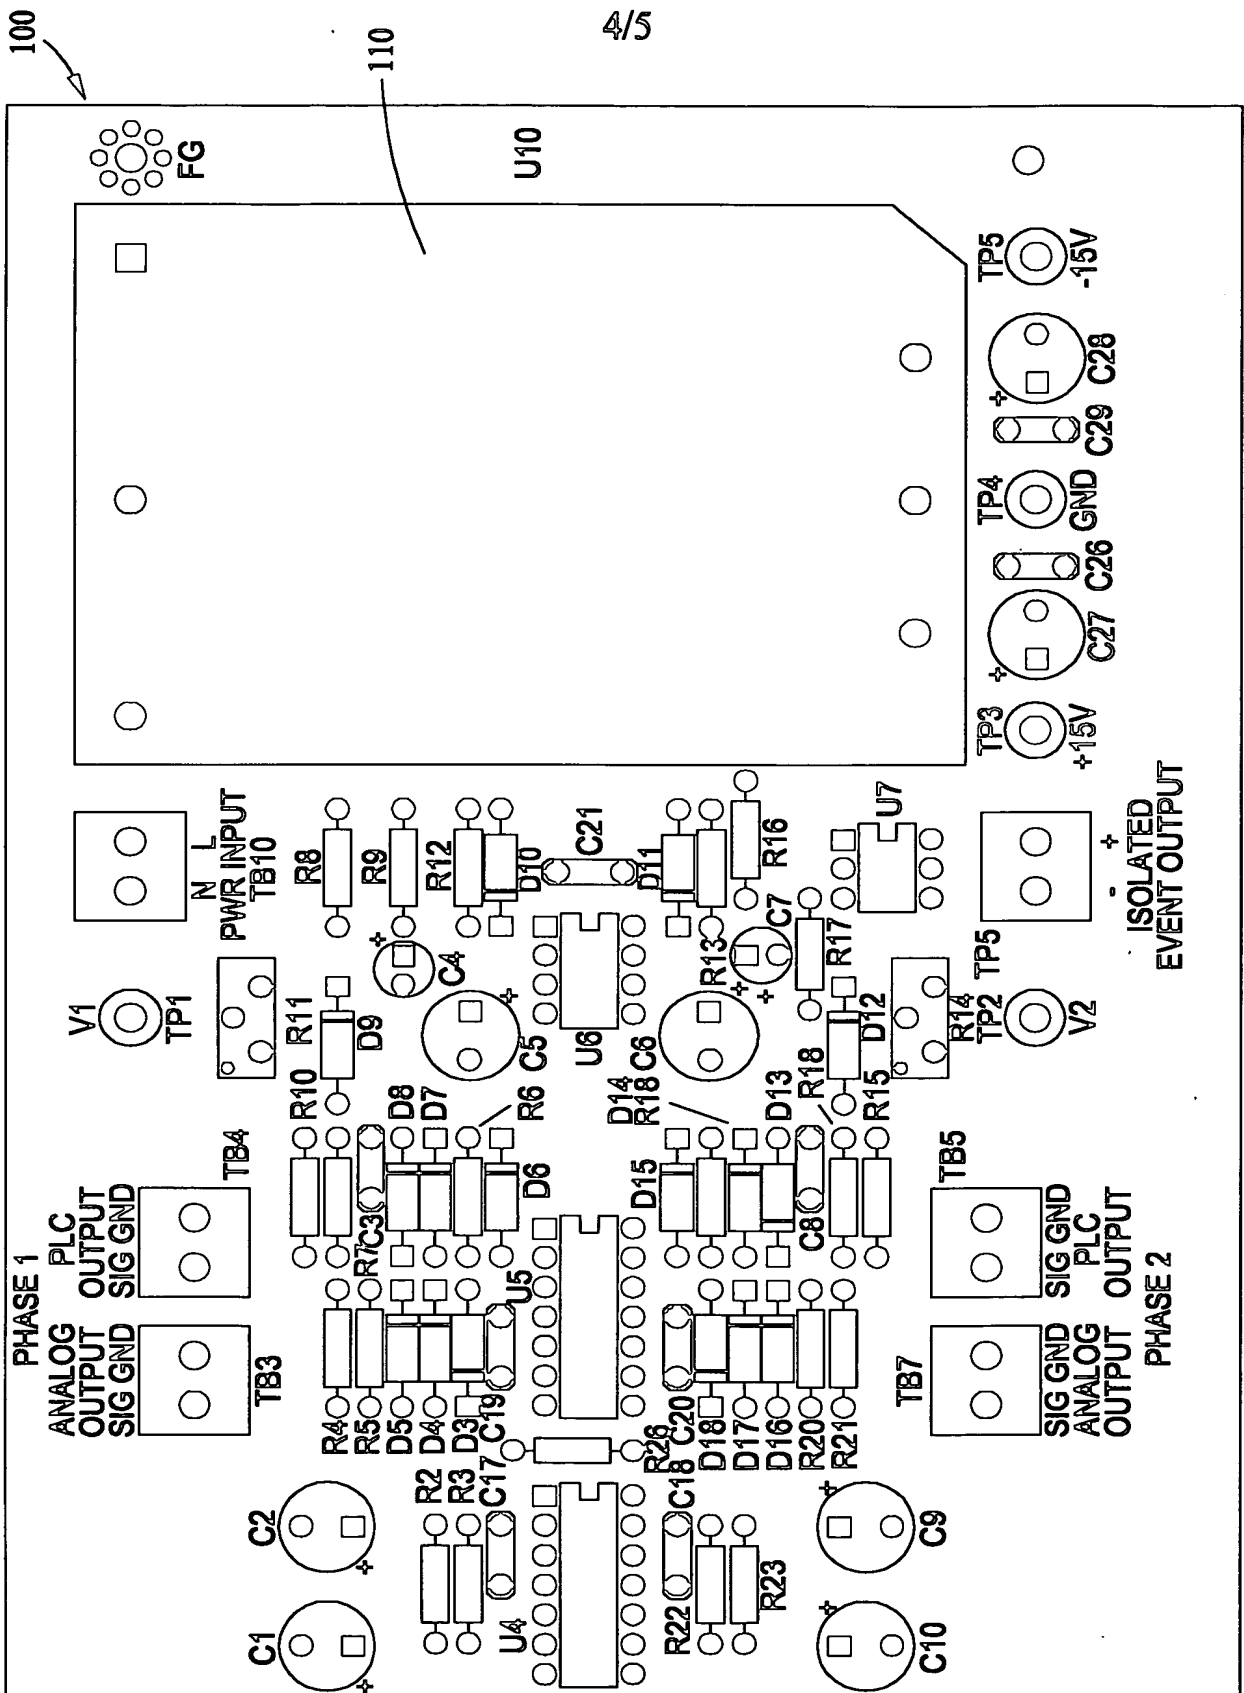 4/5
100
110
FG
U10
TP5
-15V
C28
C29
TP4
GND
C26
C27
TP3
+15V
N L
PWR INPUT
TB10
R8
R9
R12
D10
C21
D11
R16
U7
- +
ISOLATED
EVENT OUTPUT
V1
TP1
R11
D9
C4
C5
U6
C6
R13
C7
R17
D12
R14
TP5
TP2
V2
R10
D8
D7
R6
D14
R18
D13
R18
R15
PHASE 1
PLC
OUTPUT
SIG GND
TB4
R7
C3
D6
U5
D15
C8
TB5
SIG GND
PLC
OUTPUT
ANALOG
OUTPUT
SIG GND
TB3
R4
R5
D5
D4
D3
C19
R26
C20
D18
D17
D16
R20
R21
TB7
SIG GND
ANALOG
OUTPUT
PHASE 2
C2
R2
R3
C17
C18
C9
C1
U4
R22
R23
C10